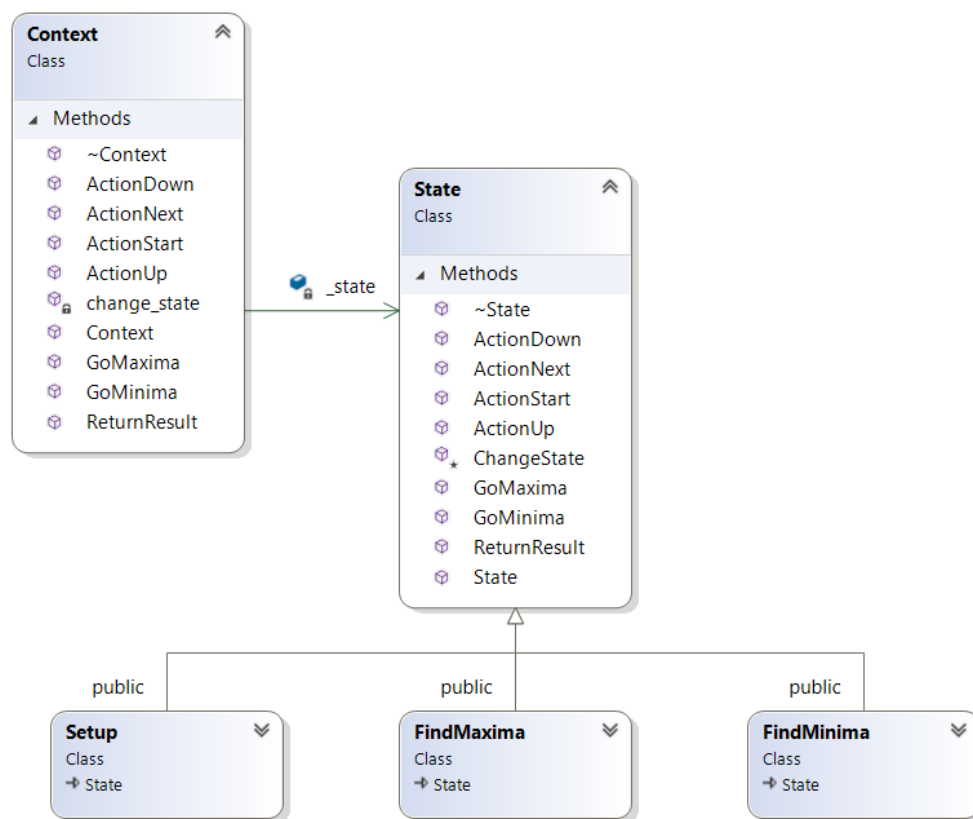 Context
Class
Methods
~Context
ActionDown
ActionNext
ActionStart
ActionUp
change_state
Context
GoMaxima
GoMinima
ReturnResult
_state
State
Class
Methods
~State
ActionDown
ActionNext
ActionStart
ActionUp
ChangeState
GoMaxima
GoMinima
ReturnResult
State
public
public
public
Setup
Class
State
FindMaxima
Class
State
FindMinima
Class
State